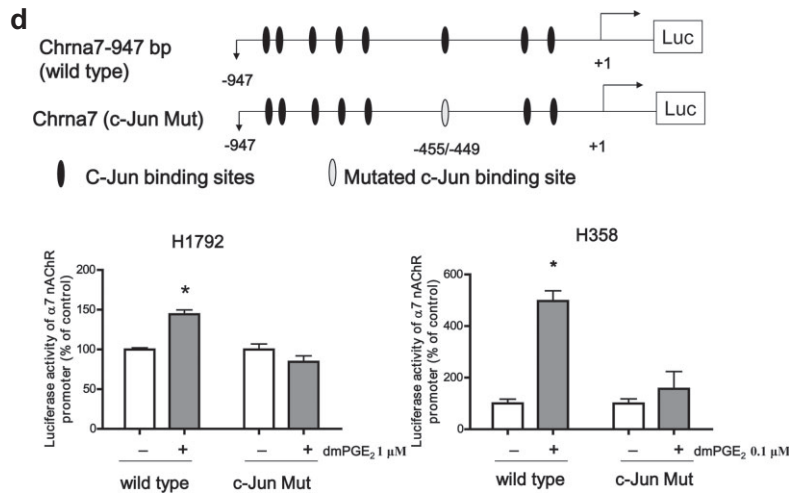 d
Chrna7-947 bp
(wild type)
-947
+1
Luc
Chrna7 (c-Jun Mut)
-947
-455/-449
+1
Luc
C-Jun binding sites
Mutated c-Jun binding site
H1792
Luciferase activity of α7 nAChR
promoter (% of control)
200
150
100
50
0
*
– + – + dmPGE₂ 1 µM
wild type c-Jun Mut
H358
Luciferase activity of α7 nAChR
promoter (% of control)
600
400
200
0
*
– + – + dmPGE₂ 0.1 µM
wild type c-Jun Mut